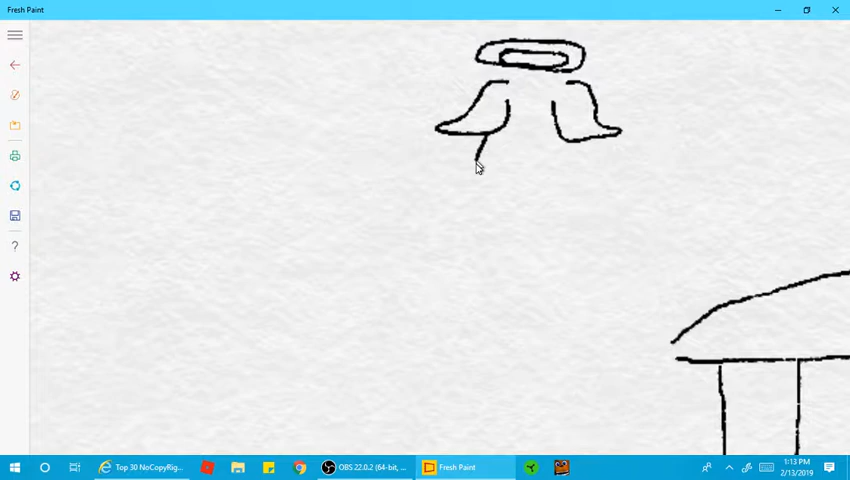 Fresh Paint
?
Top 30 NoCopyRig...
OBS 22.0.2 (64-bit, ...
Fresh Paint
1:13 PM
2/13/2019